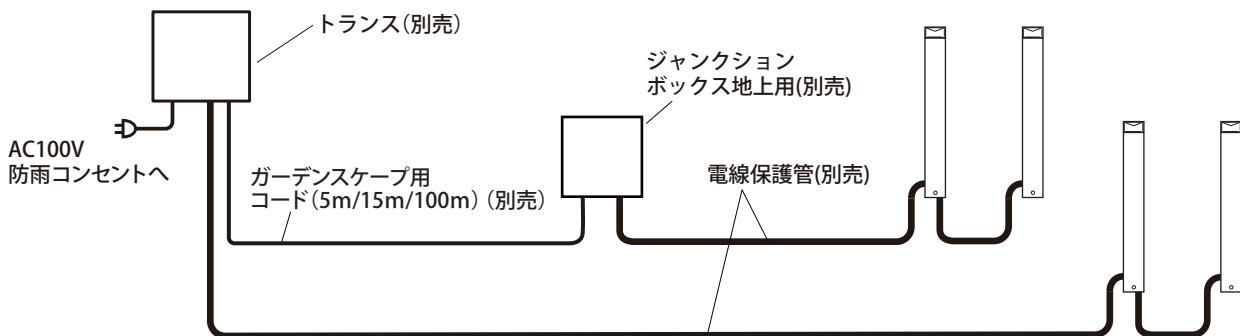 トランス(別売)
ジャンクション
ボックス地上用(別売)
AC100V
防雨コンセントへ
ガーデンスケープ用
コード(5m/15m/100m)(別売)
電線保護管(別売)